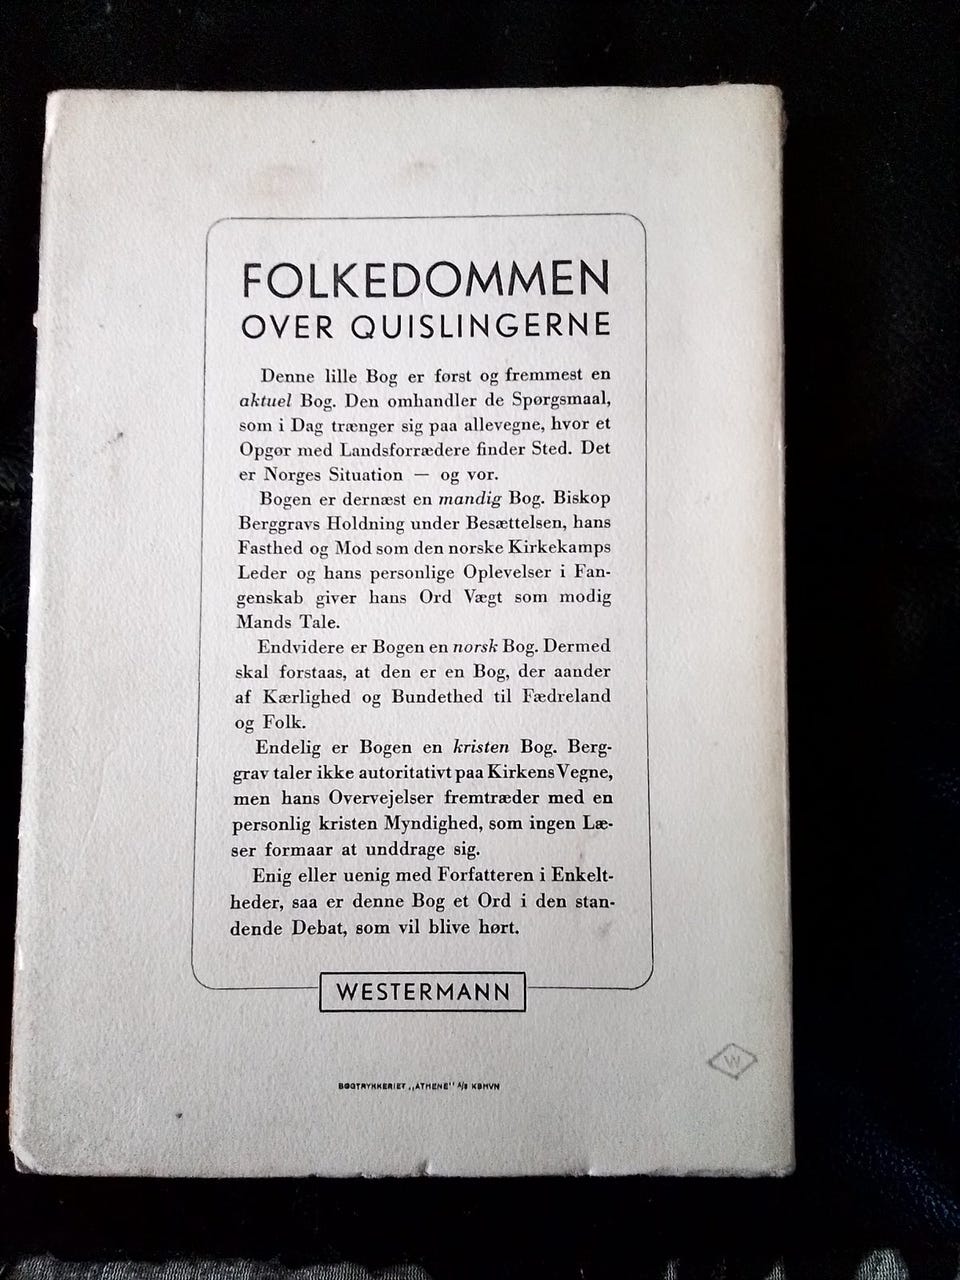 FOLKEDOMMEN
OVER QUISLINGERNE
Denne lille Bog er først og fremmest en
aktuel Bog. Den omhandler de Spørgsmaal,
som i Dag trænger sig paa allevegne, hvor et
Opgør med Landsforrædere finder Sted. Det
er Norges Situation — og vor.
Bogen er dernæst en mandig Bog. Biskop
Berggravs Holdning under Besættelsen, hans
Fasthed og Mod som den norske Kirkekamps
Leder og hans personlige Oplevelser i Fan-
genskab giver hans Ord Vægt som modig
Mands Tale.
Endvidere er Bogen en norsk Bog. Dermed
skal forstaas, at den er en Bog, der aander
af Kærlighed og Bundethed til Fædreland
og Folk.
Endelig er Bogen en kristen Bog. Berg-
grav taler ikke autoritativt paa Kirkens Vegne,
men hans Overvejelser fremtræder med en
personlig kristen Myndighed, som ingen Læ-
ser formaar at unddrage sig.
Enig eller uenig med Forfatteren i Enkelt-
heder, saa er denne Bog et Ord i den stan-
dende Debat, som vil blive hørt.
WESTERMANN
W
BOGTRYKKERIET „ATHENE" A/S KBHVN